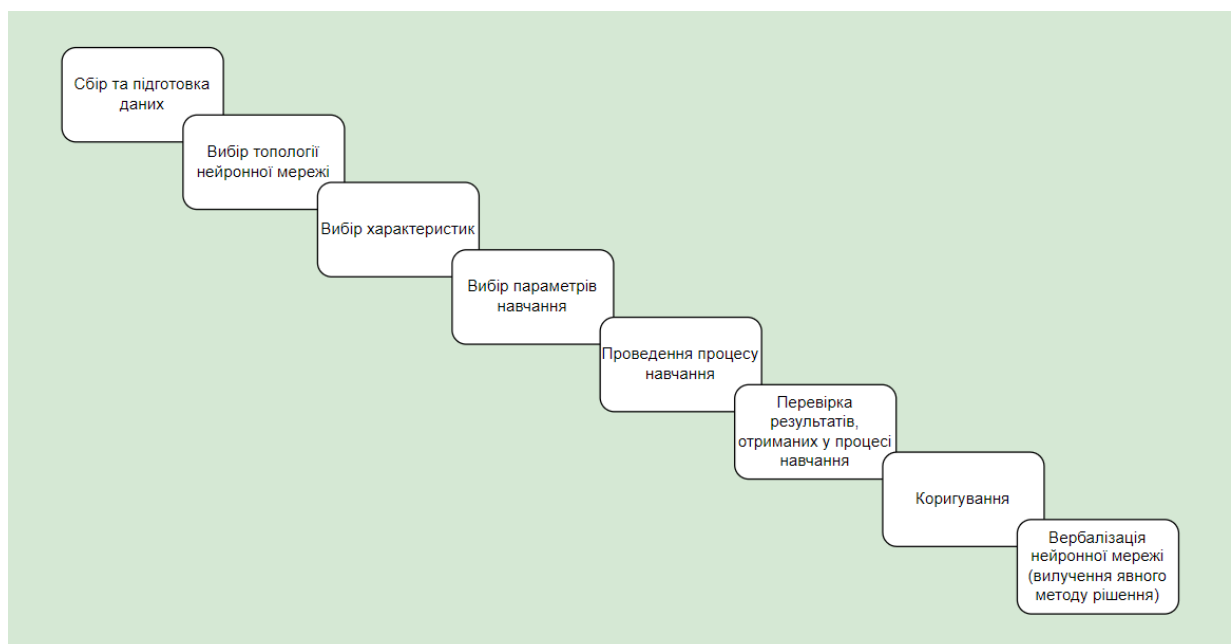 Сбір та підготовка
даних
Вибір топології
нейронної мережі
Вибір характеристик
Вибір параметрів
навчання
Проведення процесу
навчання
Перевірка
результатів,
отриманих у процесі
навчання
Коригування
Вербалізація
нейронної мережі
(вилучення явного
методу рішення)